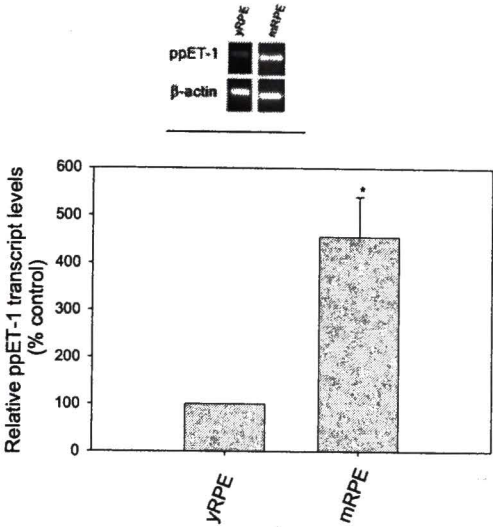 yRPE mRPE
ppET-1
β-actin
Relative ppET-1 transcript levels
(% control)
600
500
400
300
200
100
0
*
yRPE mRPE